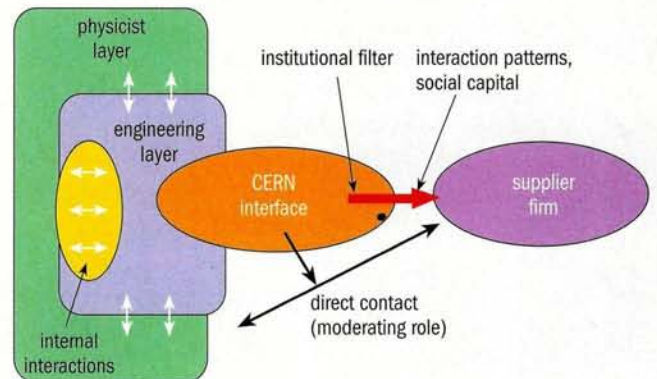 physicist
layer
institutional filter
interaction patterns,
social capital
engineering
layer
CERN
interface
supplier
firm
direct contact
(moderating role)
internal
interactions